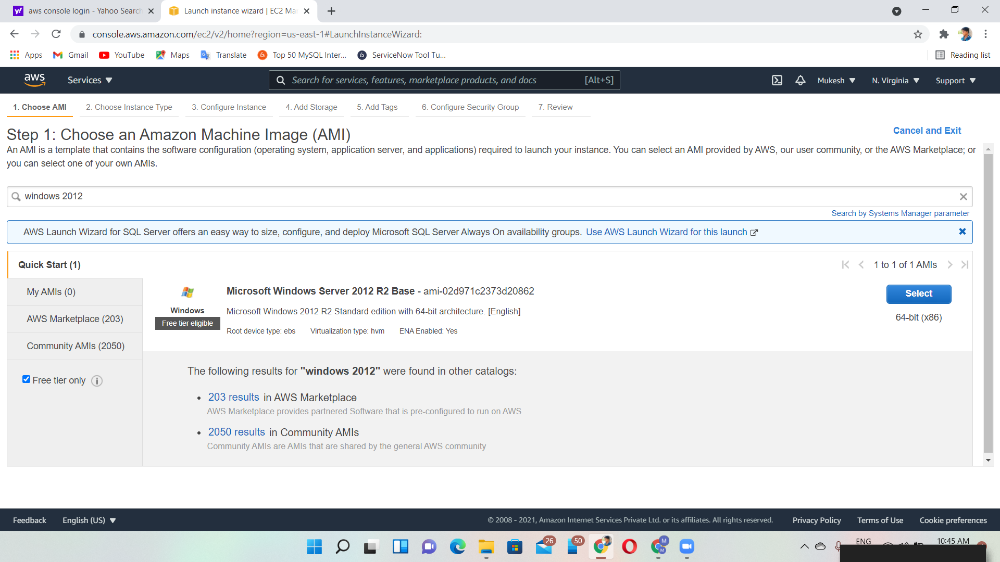 aws console login - Yahoo Search
Launch instance wizard | EC2 Ma
console.aws.amazon.com/ec2/v2/home?region=us-east-1#LaunchInstanceWizard:
Apps
Gmail
YouTube
Maps
Translate
Top 50 MySQL Inter...
ServiceNow Tool Tu...
Reading list
aws
Services
Search for services, features, marketplace products, and docs
[Alt+S]
Mukesh
N. Virginia
Support
1. Choose AMI
2. Choose Instance Type
3. Configure Instance
4. Add Storage
5. Add Tags
6. Configure Security Group
7. Review
Step 1: Choose an Amazon Machine Image (AMI)
Cancel and Exit
An AMI is a template that contains the software configuration (operating system, application server, and applications) required to launch your instance. You can select an AMI provided by AWS, our user community, or the AWS Marketplace; or
you can select one of your own AMIs.
windows 2012
Search by Systems Manager parameter
AWS Launch Wizard for SQL Server offers an easy way to size, configure, and deploy Microsoft SQL Server Always On availability groups. Use AWS Launch Wizard for this launch
Quick Start (1)
1 to 1 of 1 AMIs
My AMIs (0)
AWS Marketplace (203)
Community AMIs (2050)
Free tier only
Windows
Free tier eligible
Microsoft Windows Server 2012 R2 Base - ami-02d971c2373d20862
Microsoft Windows 2012 R2 Standard edition with 64-bit architecture. [English]
Root device type: ebs
Virtualization type: hvm
ENA Enabled: Yes
Select
64-bit (x86)
The following results for "windows 2012" were found in other catalogs:
• 203 results in AWS Marketplace
AWS Marketplace provides partnered Software that is pre-configured to run on AWS
• 2050 results in Community AMIs
Community AMIs are AMIs that are shared by the general AWS community
Feedback
English (US)
© 2008 - 2021, Amazon Internet Services Private Ltd. or its affiliates. All rights reserved.
Privacy Policy
Terms of Use
Cookie preferences
26
50
M
M
ENG
10:45 AM